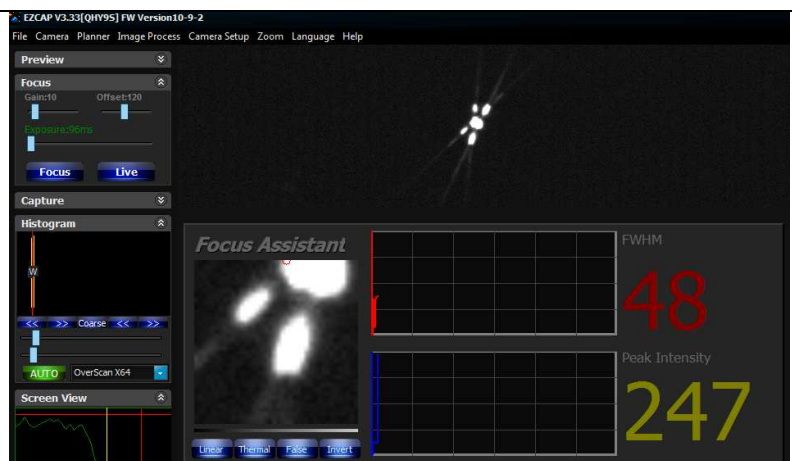 EZCAP V3.33[QHY9S] FW Version10-9-2
File Camera Planner Image Process Camera Setup Zoom Language Help
Preview
Focus
Gain:10 Offset:120
Exposure:96ms
Focus Live
Capture
Histogram
W
<< >> Coarse << >>
AUTO OverScan X64
Screen View
Focus Assistant
Linear Thermal False Invert
FWHM
48
Peak Intensity
247